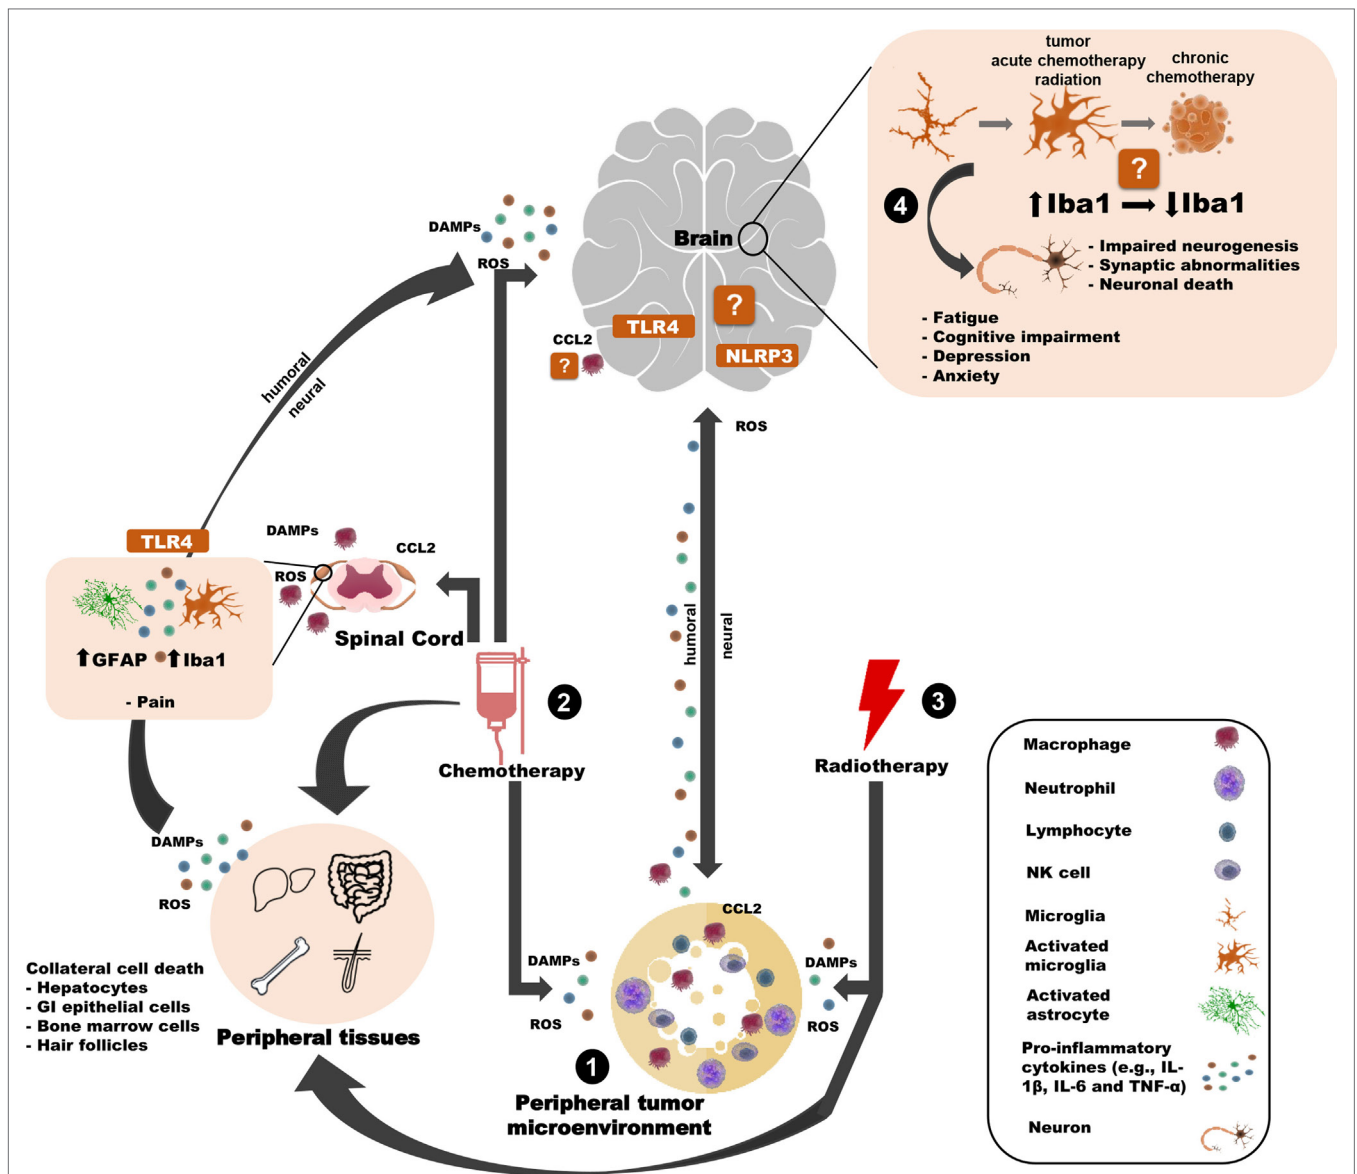 tumor
acute chemotherapy
radiation
chronic
chemotherapy
?
4
Iba1
Iba1
- Impaired neurogenesis
- Synaptic abnormalities
- Neuronal death
- Fatigue
- Cognitive impairment
- Depression
- Anxiety
DAMPs
ROS
Brain
?
TLR4
NLRP3
CCL2
?
humoral
neural
ROS
TLR4
GFAP
Iba1
- Pain
DAMPs
CCL2
ROS
Spinal Cord
humoral
neural
2
Chemotherapy
3
Radiotherapy
DAMPs
ROS
Collateral cell death
- Hepatocytes
- GI epithelial cells
- Bone marrow cells
- Hair follicles
Peripheral tissues
CCL2
DAMPs
ROS
DAMPs
ROS
1
Peripheral tumor
microenvironment
Macrophage
Neutrophil
Lymphocyte
NK cell
Microglia
Activated
microglia
Activated
astrocyte
Pro-inflammatory
cytokines (e.g., IL-
1β, IL-6 and TNF-α)
Neuron